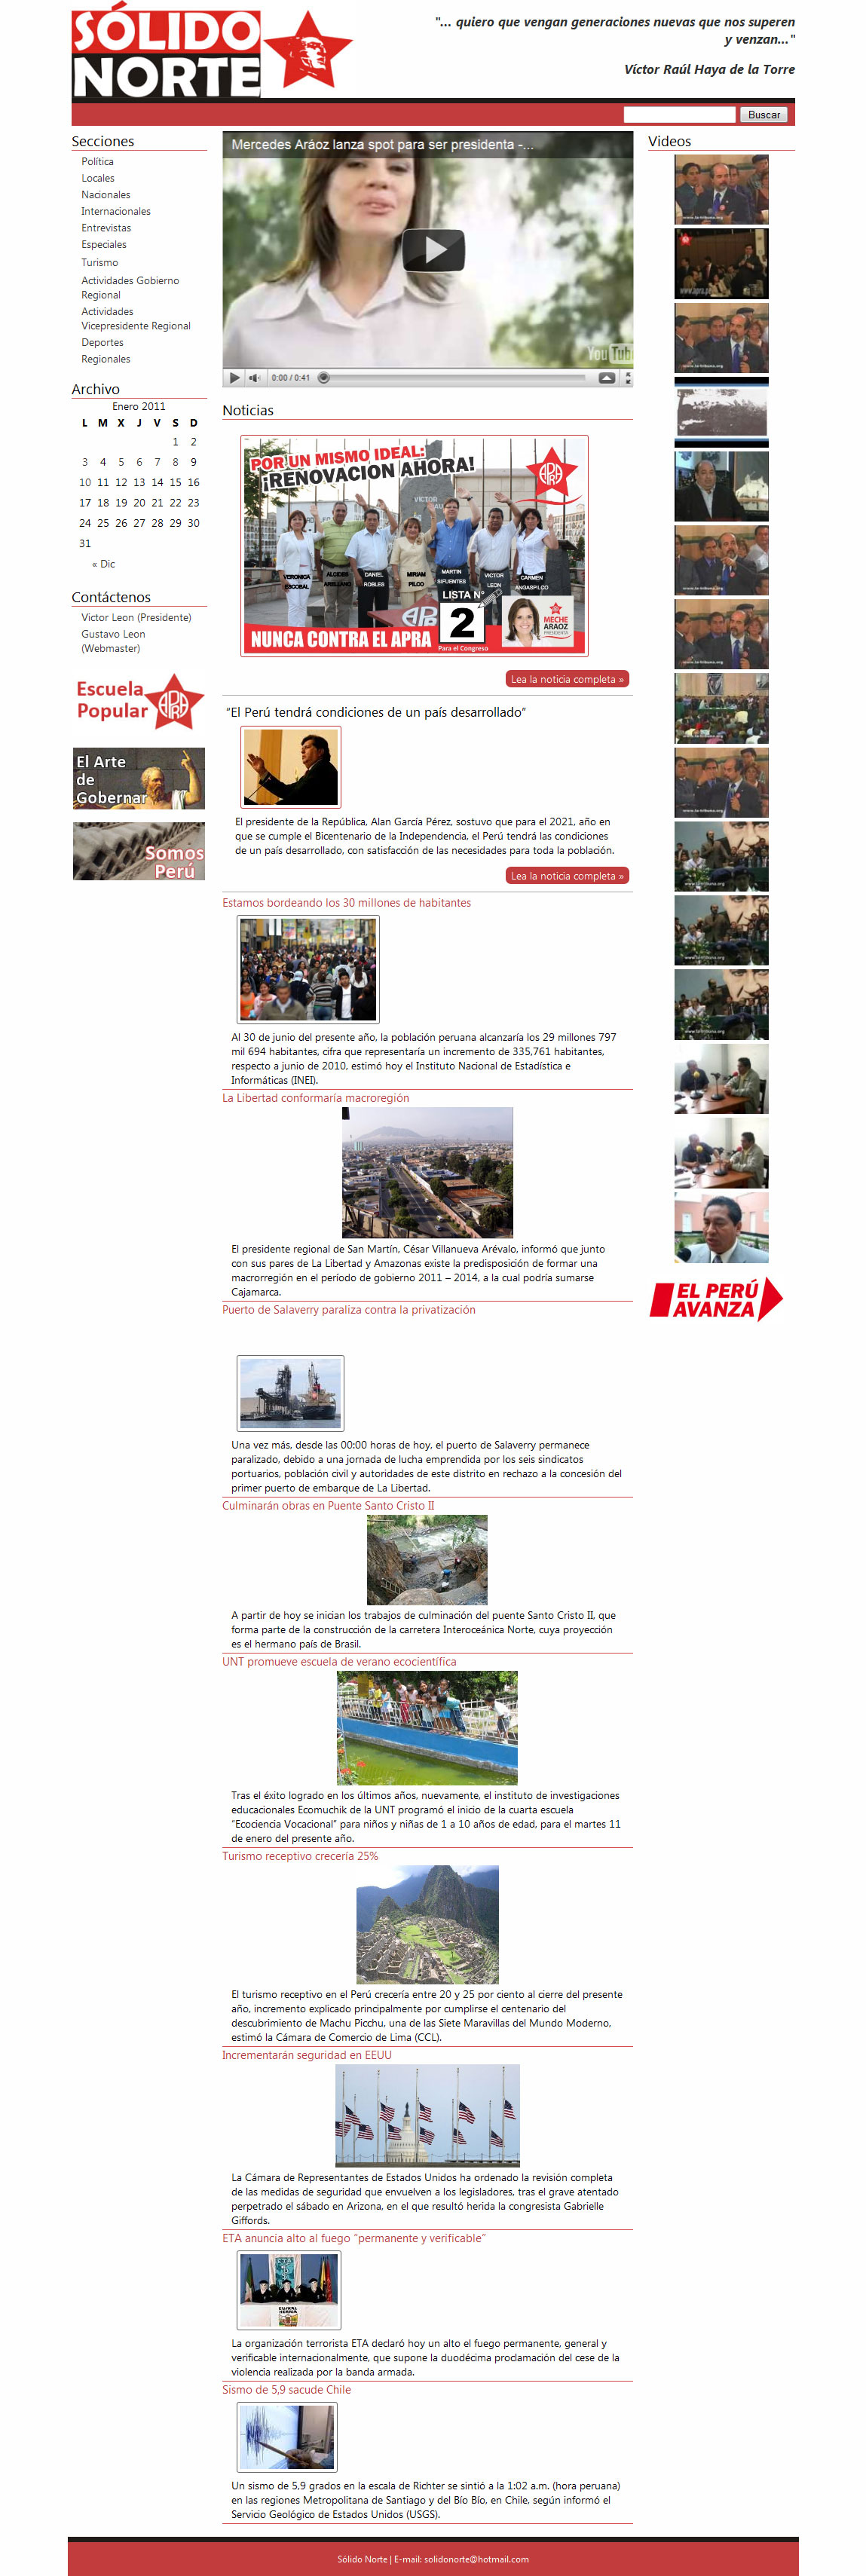 SÓLIDO
NORTE
"... quiero que vengan generaciones nuevas que nos superen
y venzan..."
Víctor Raúl Haya de la Torre
Buscar
Secciones
Política
Locales
Nacionales
Internacionales
Entrevistas
Especiales
Turismo
Actividades Gobierno
Regional
Actividades
Vicepresidente Regional
Deportes
Regionales
Archivo
Enero 2011
L M X J V S D
1 2
3 4 5 6 7 8 9
10 11 12 13 14 15 16
17 18 19 20 21 22 23
24 25 26 27 28 29 30
31
« Dic
Contáctenos
Victor Leon (Presidente)
Gustavo Leon
(Webmaster)
Escuela
Popular
APRA
El Arte
de
Gobernar
Somos
Perú
Mercedes Aráoz lanza spot para ser presidenta -...
YouTub
0:00 / 0:41
Noticias
POR UN MISMO IDEAL:
¡RENOVACION AHORA!
APRA
VERONICA
ESCOBAL
ALCIDES
ARELLANO
DANIEL
ROBLES
MIRIAM
PILCO
MARTIN
SIFUENTES
VICTOR
LEON
CARMEN
ANGASPILCO
LISTA N°
2
Para el Congreso
MECHE
ARAOZ
PRESIDENTE
NUNCA CONTRA EL APRA
Lea la noticia completa »
"El Perú tendrá condiciones de un país desarrollado"
El presidente de la República, Alan García Pérez, sostuvo que para el 2021, año en
que se cumple el Bicentenario de la Independencia, el Perú tendrá las condiciones
de un país desarrollado, con satisfacción de las necesidades para toda la población.
Lea la noticia completa »
Estamos bordeando los 30 millones de habitantes
Al 30 de junio del presente año, la población peruana alcanzaría los 29 millones 797
mil 694 habitantes, cifra que representaría un incremento de 335,761 habitantes,
respecto a junio de 2010, estimó hoy el Instituto Nacional de Estadística e
Informáticas (INEI).
La Libertad conformaría macroregión
El presidente regional de San Martín, César Villanueva Arévalo, informó que junto
con sus pares de La Libertad y Amazonas existe la predisposición de formar una
macrorregión en el período de gobierno 2011 – 2014, a la cual podría sumarse
Cajamarca.
Puerto de Salaverry paraliza contra la privatización
Una vez más, desde las 00:00 horas de hoy, el puerto de Salaverry permanece
paralizado, debido a una jornada de lucha emprendida por los seis sindicatos
portuarios, población civil y autoridades de este distrito en rechazo a la concesión del
primer puerto de embarque de La Libertad.
Culminarán obras en Puente Santo Cristo II
A partir de hoy se inician los trabajos de culminación del puente Santo Cristo II, que
forma parte de la construcción de la carretera Interoceánica Norte, cuya proyección
es el hermano país de Brasil.
UNT promueve escuela de verano ecocientífica
Tras el éxito logrado en los últimos años, nuevamente, el instituto de investigaciones
educacionales Ecomuchik de la UNT programó el inicio de la cuarta escuela
"Ecociencia Vocacional" para niños y niñas de 1 a 10 años de edad, para el martes 11
de enero del presente año.
Turismo receptivo crecería 25%
El turismo receptivo en el Perú crecería entre 20 y 25 por ciento al cierre del presente
año, incremento explicado principalmente por cumplirse el centenario del
descubrimiento de Machu Picchu, una de las Siete Maravillas del Mundo Moderno,
estimó la Cámara de Comercio de Lima (CCL).
Incrementarán seguridad en EEUU
La Cámara de Representantes de Estados Unidos ha ordenado la revisión completa
de las medidas de seguridad que envuelven a los legisladores, tras el grave atentado
perpetrado el sábado en Arizona, en el que resultó herida la congresista Gabrielle
Giffords.
ETA anuncia alto al fuego "permanente y verificable"
La organización terrorista ETA declaró hoy un alto el fuego permanente, general y
verificable internacionalmente, que supone la duodécima proclamación del cese de la
violencia realizada por la banda armada.
Sismo de 5,9 sacude Chile
Un sismo de 5,9 grados en la escala de Richter se sintió a la 1:02 a.m. (hora peruana)
en las regiones Metropolitana de Santiago y del Bío Bío, en Chile, según informó el
Servicio Geológico de Estados Unidos (USGS).
Videos
EL PERÚ
AVANZA
Sólido Norte | E-mail: solidonorte@hotmail.com